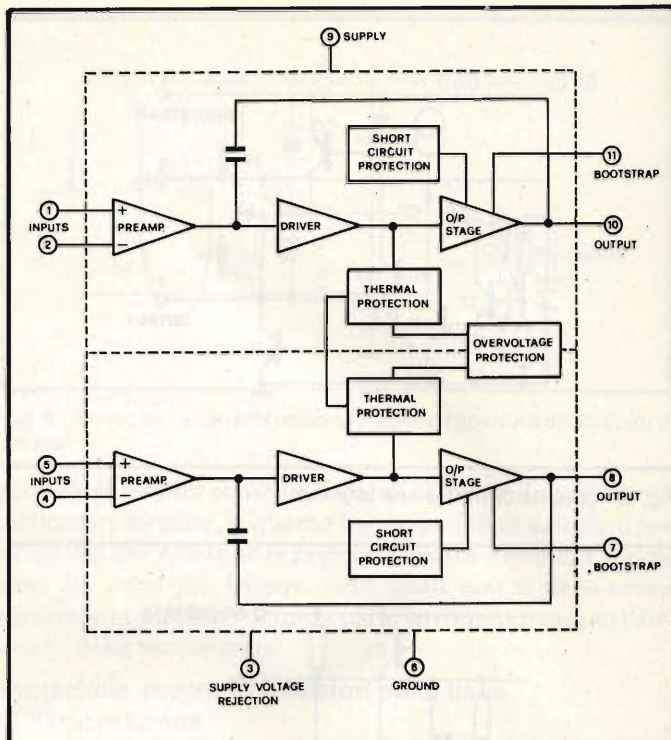 9 SUPPLY
SHORT
CIRCUIT
PROTECTION
11
BOOTSTRAP
1
INPUTS
2
+
−
PREAMP.
DRIVER
O/P
STAGE
10
OUTPUT
THERMAL
PROTECTION
OVERVOLTAGE
PROTECTION
THERMAL
PROTECTION
5
INPUTS
4
+
−
PREAMP.
DRIVER
O/P
STAGE
8
OUTPUT
SHORT
CIRCUIT
PROTECTION
7
BOOTSTRAP
3
SUPPLY VOLTAGE
REJECTION
6
GROUND